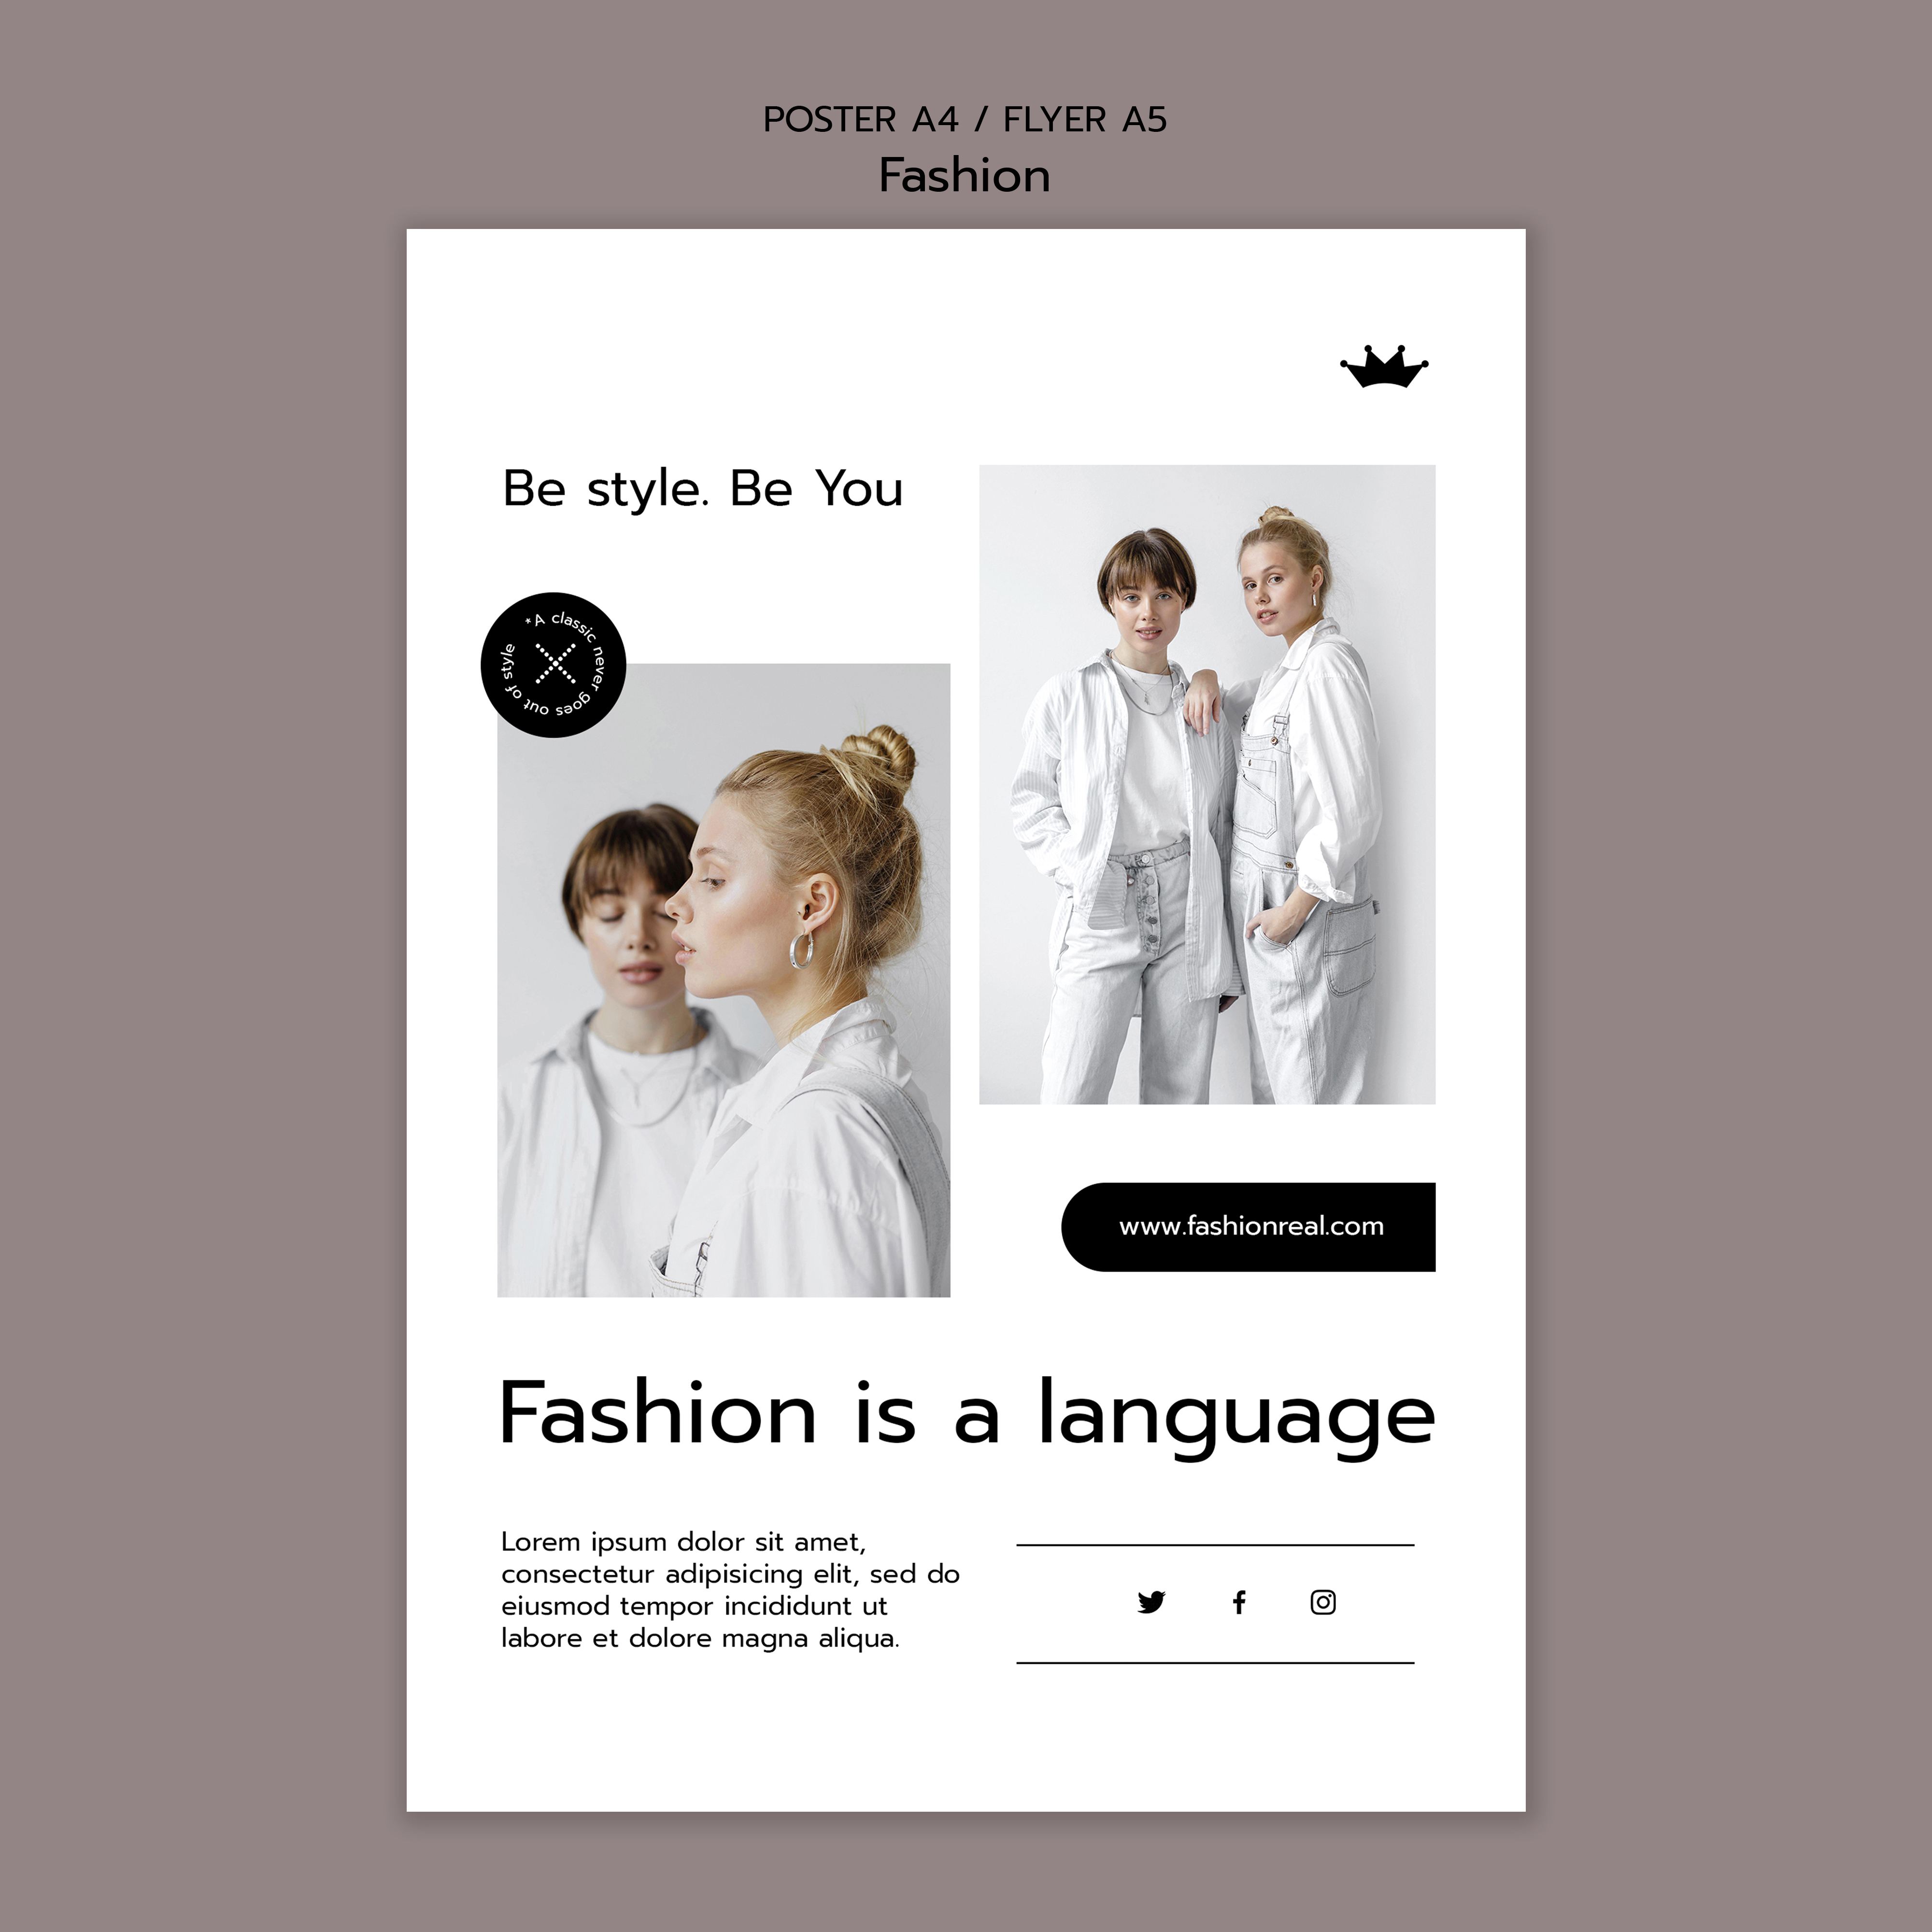 POSTER A4 / FLYER A5
Fashion
Be style. Be You
*A classic never goes out of style
www.fashionreal.com
Fashion is a language
Lorem ipsum dolor sit amet,
consectetur adipisicing elit, sed do
eiusmod tempor incididunt ut
labore et dolore magna aliqua.